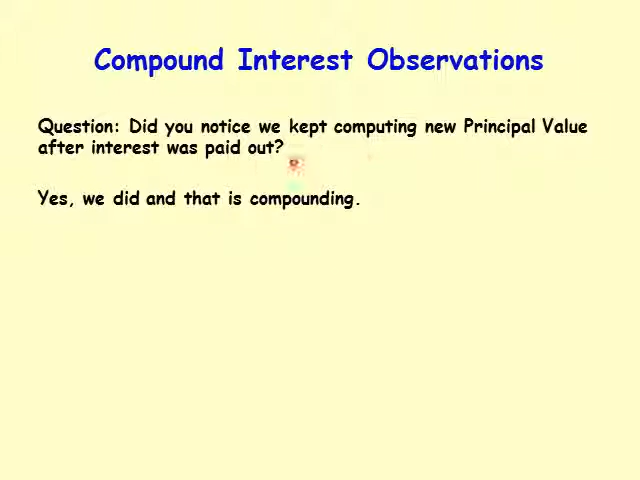 Compound Interest Observations
Question: Did you notice we kept computing new Principal Value
after interest was paid out?
Yes, we did and that is compounding.